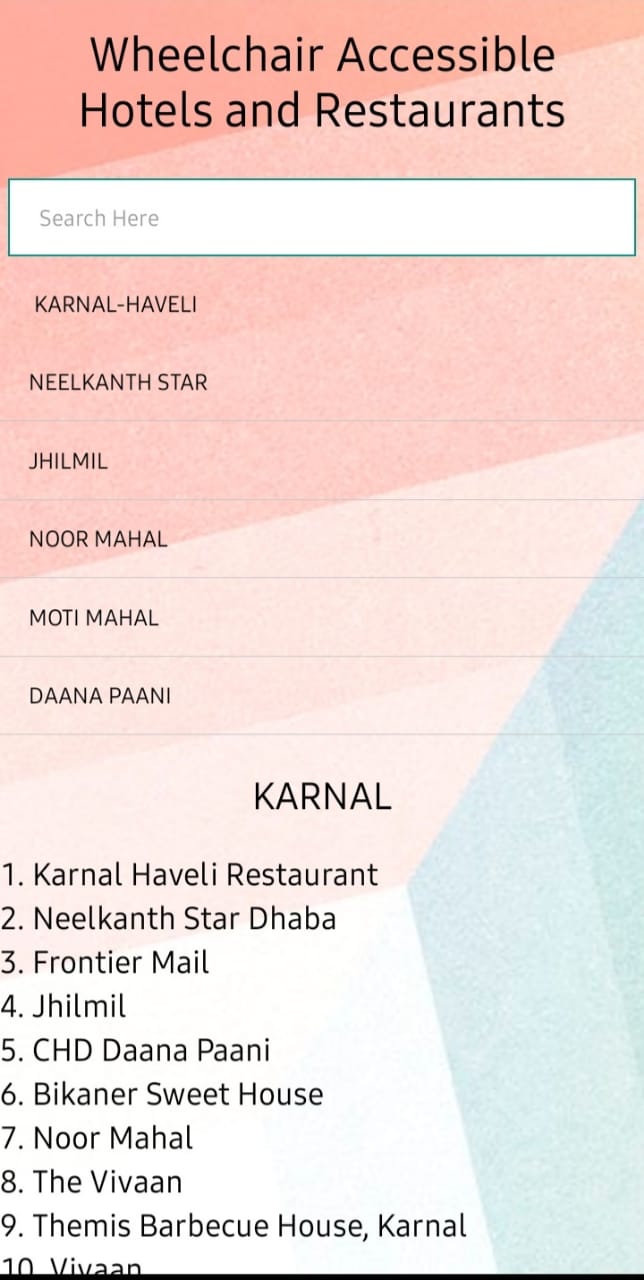 Wheelchair Accessible
Hotels and Restaurants
Search Here
KARNAL-HAVELI
NEELKANTH STAR
JHILMIL
NOOR MAHAL
MOTI MAHAL
DAANA PAANI
KARNAL
1. Karnal Haveli Restaurant
2. Neelkanth Star Dhaba
3. Frontier Mail
4. Jhilmil
5. CHD Daana Paani
6. Bikaner Sweet House
7. Noor Mahal
8. The Vivaan
9. Themis Barbecue House, Karnal
10. Vivaan